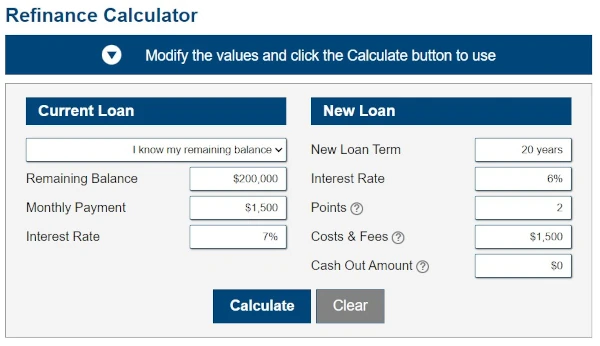 Refinance Calculator
Modify the values and click the Calculate button to use
Current Loan
I know my remaining balance
Remaining Balance $200,000
Monthly Payment $1,500
Interest Rate 7%
New Loan
New Loan Term 20 years
Interest Rate 6%
Points ? 2
Costs & Fees ? $1,500
Cash Out Amount ? $0
Calculate Clear